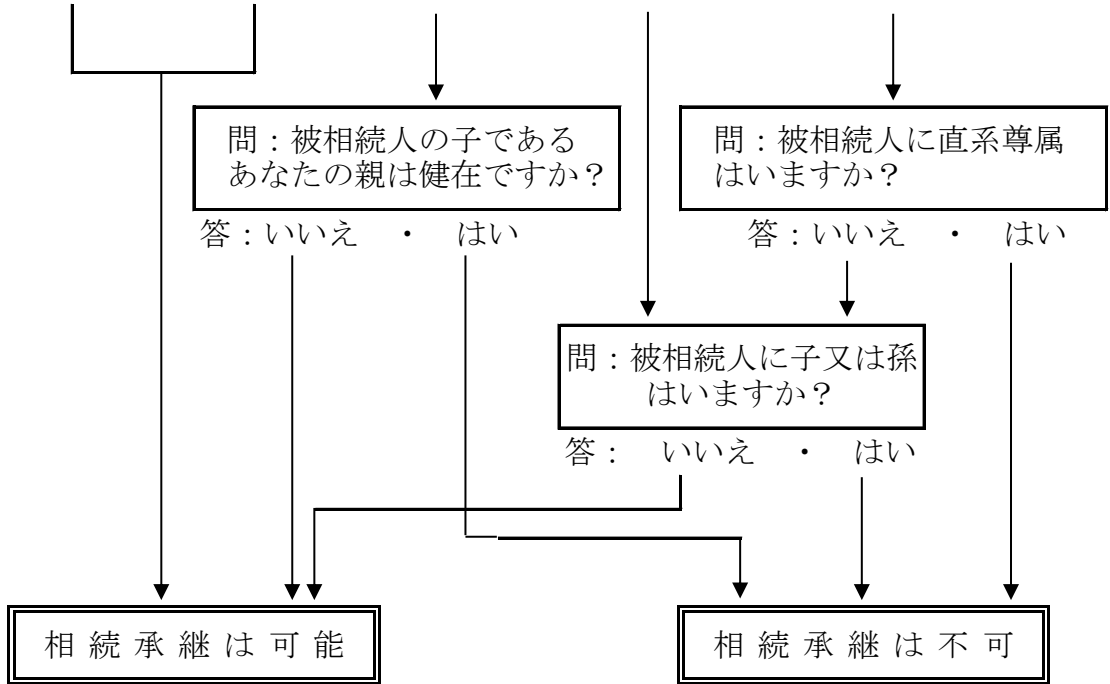 問：被相続人の子である
あなたの親は健在ですか？
問：被相続人に直系尊属
はいますか？
答：いいえ　・　はい
答：いいえ　・　はい
問：被相続人に子又は孫
はいますか？
答：　いいえ　・　はい
相 続 承 継 は 可 能
相 続 承 継 は 不 可